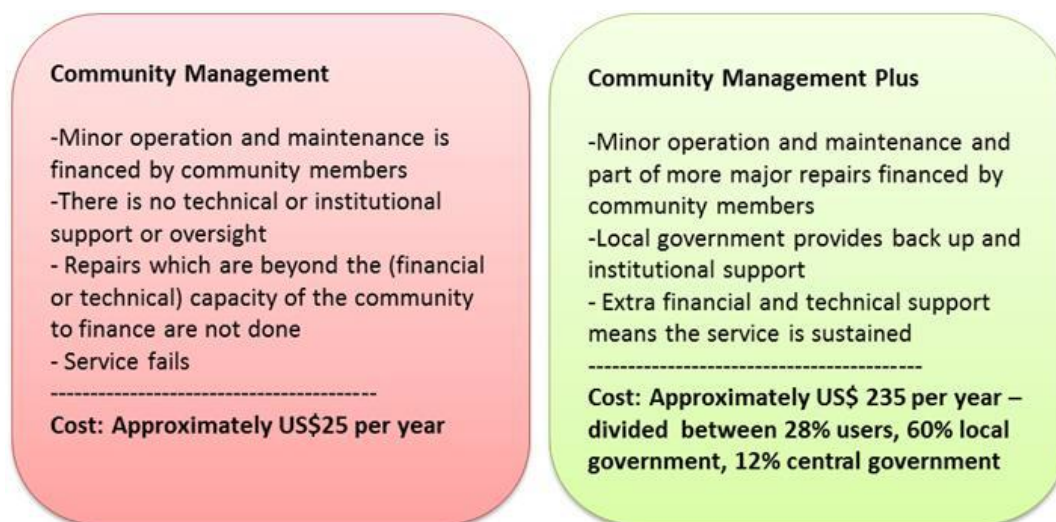 Community Management
-Minor operation and maintenance is
financed by community members
-There is no technical or institutional
support or oversight
- Repairs which are beyond the (financial
or technical) capacity of the community
to finance are not done
- Service fails
----------------------------------------
Cost: Approximately US$25 per year
Community Management Plus
-Minor operation and maintenance and
part of more major repairs financed by
community members
-Local government provides back up and
institutional support
- Extra financial and technical support
means the service is sustained
-----------------------------------------
Cost: Approximately US$ 235 per year –
divided between 28% users, 60% local
government, 12% central government